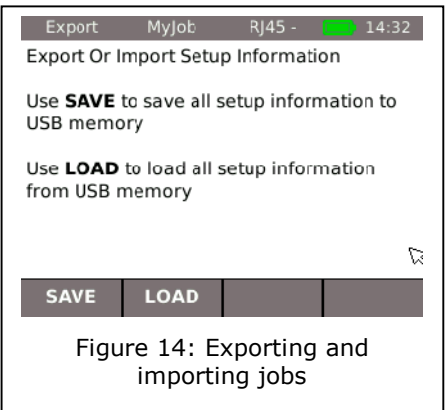 Export MyJob RJ45 - 14:32
Export Or Import Setup Information
Use SAVE to save all setup information to
USB memory
Use LOAD to load all setup information
from USB memory
SAVE LOAD
Figure 14: Exporting and
importing jobs